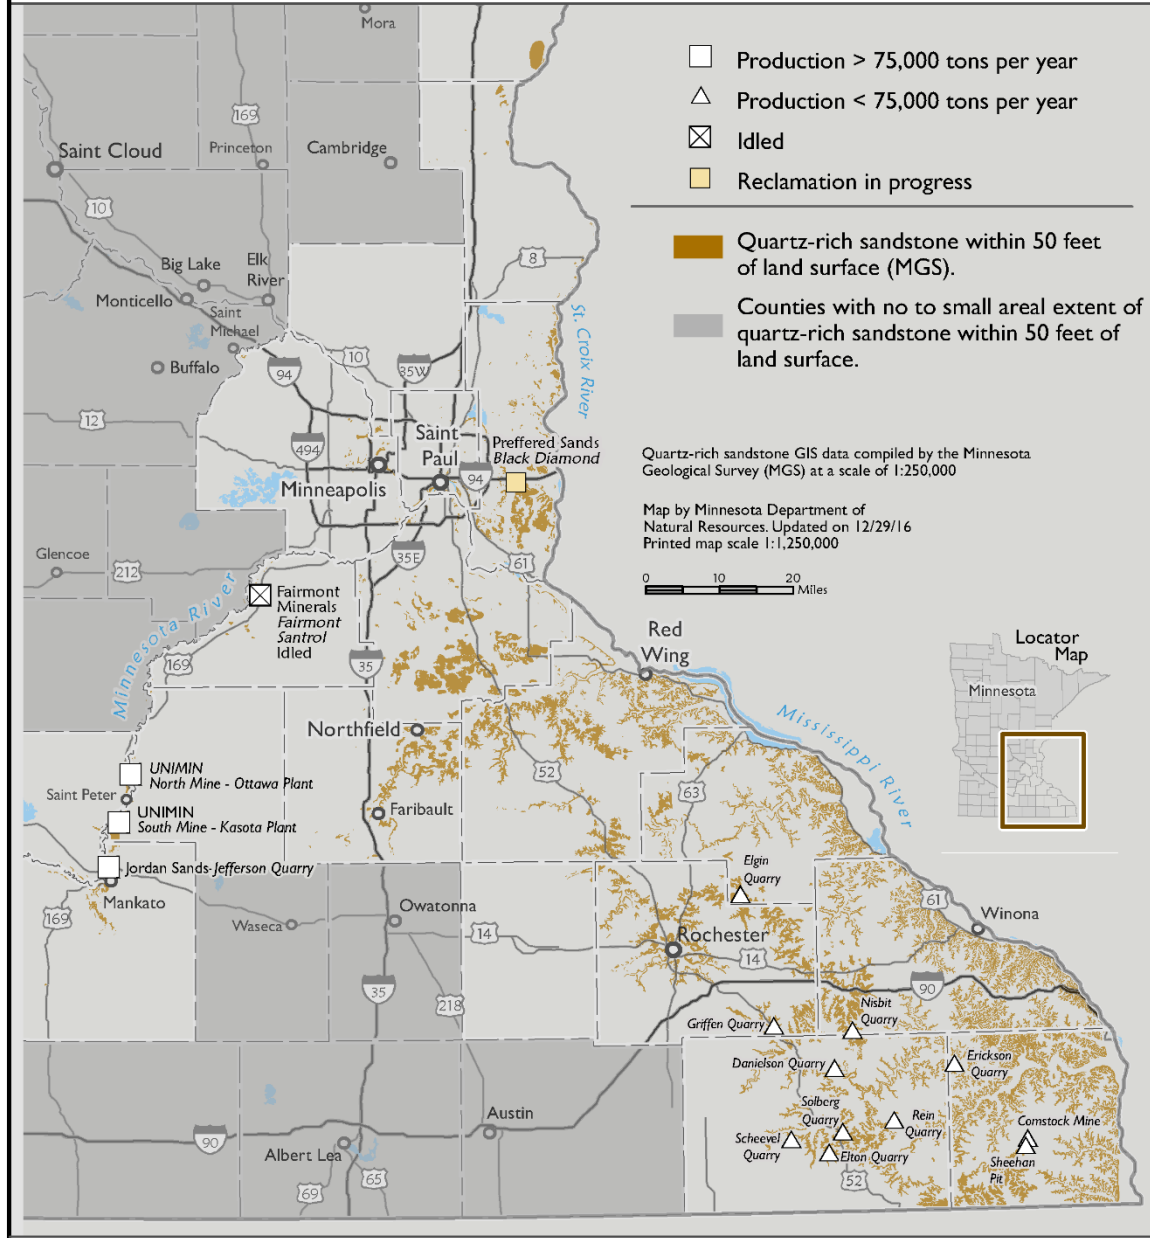 Mora
169
Saint Cloud
Princeton
Cambridge
10
8
Big Lake
Elk
River
Monticello
Saint
Michael
Buffalo
10
94
35W
St. Croix River
12
494
Saint
Paul
Minneapolis
94
Preffered Sands
Black Diamond
35E
61
Glencoe
212
Minnesota River
Fairmont
Minerals
Fairmont
Santrol
Idled
169
35
Red
Wing
Mississippi River
Northfield
52
63
UNIMIN
North Mine - Ottawa Plant
Saint Peter
UNIMIN
South Mine - Kasota Plant
Faribault
Jordan Sands-Jefferson Quarry
Mankato
169
Waseca
Owatonna
14
Elgin
Quarry
61
Winona
Rochester
14
35
218
90
Griffen Quarry
Nisbit
Quarry
Danielson Quarry
Erickson
Quarry
Solberg
Quarry
Rein
Quarry
Comstock Mine
Scheevel
Quarry
Elton Quarry
Sheehan
Pit
52
Austin
90
Albert Lea
69
65
Production > 75,000 tons per year
Production < 75,000 tons per year
Idled
Reclamation in progress
Quartz-rich sandstone within 50 feet
of land surface (MGS).
Counties with no to small areal extent of
quartz-rich sandstone within 50 feet of
land surface.
Quartz-rich sandstone GIS data compiled by the Minnesota
Geological Survey (MGS) at a scale of 1:250,000
Map by Minnesota Department of
Natural Resources. Updated on 12/29/16
Printed map scale 1:1,250,000
0 10 20
Miles
Locator
Map
Minnesota